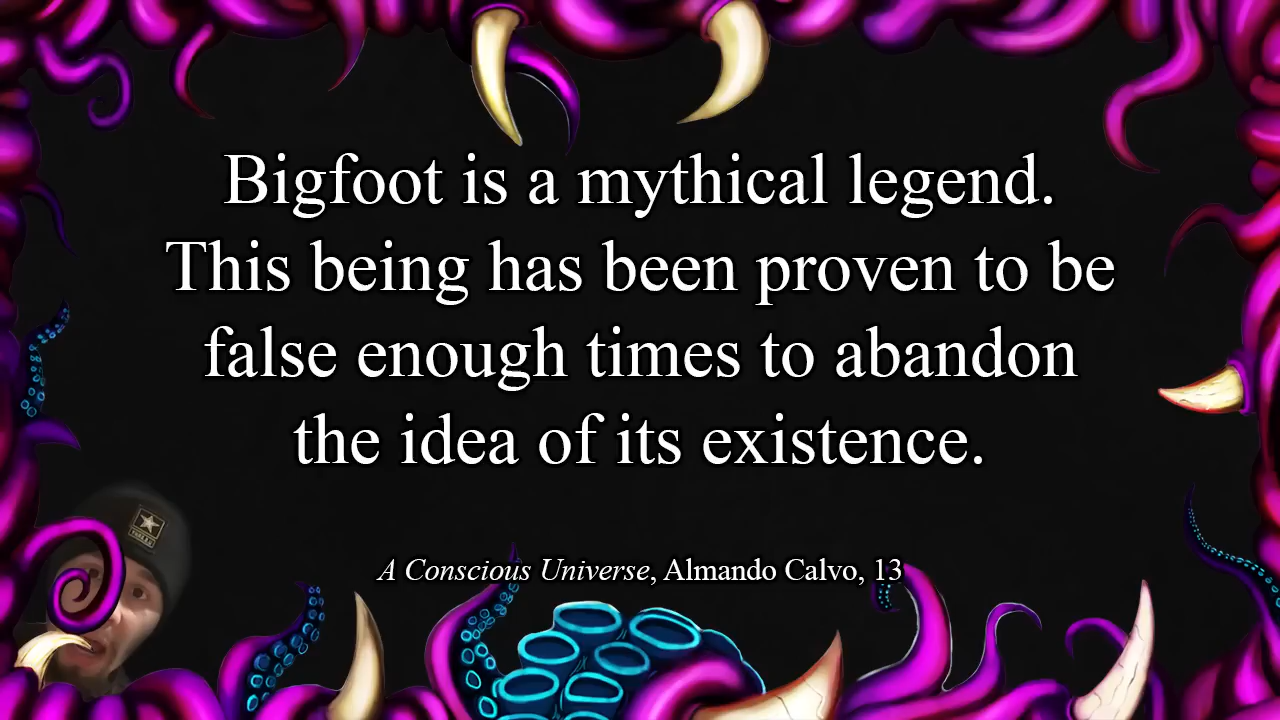 Bigfoot is a mythical legend.
This being has been proven to be
false enough times to abandon
the idea of its existence.
A Conscious Universe, Almando Calvo, 13